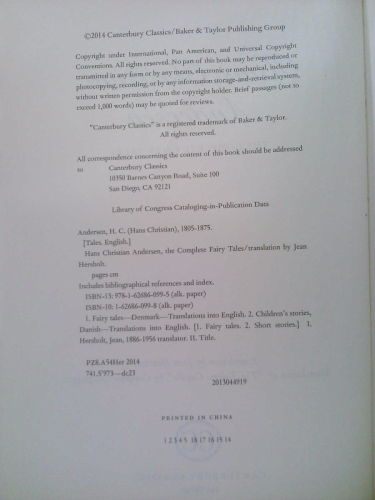 ©2014 Canterbury Classics/Baker & Taylor Publishing Group
Copyright under International, Pan American, and Universal Copyright
Conventions. All rights reserved. No part of this book may be reproduced or
transmitted in any form or by any means, electronic or mechanical, including
photocopying, recording, or by any information storage-and-retrieval system,
without written permission from the copyright holder. Brief passages (not to
exceed 1,000 words) may be quoted for reviews.
"Canterbury Classics" is a registered trademark of Baker & Taylor.
All rights reserved.
All correspondence concerning the content of this book should be addressed
to Canterbury Classics
10350 Barnes Canyon Road, Suite 100
San Diego, CA 92121
Library of Congress Cataloging-in-Publication Data
Andersen, H. C. (Hans Christian), 1805-1875.
[Tales. English.]
Hans Christian Andersen, the Complete Fairy Tales/translation by Jean
Hersholt.
pages cm
Includes bibliographical references and index.
ISBN-13: 978-1-62686-099-5 (alk. paper)
ISBN-10: 1-62686-099-8 (alk. paper)
1. Fairy tales—Denmark—Translations into English. 2. Children's stories,
Danish—Translations into English. [1. Fairy tales. 2. Short stories.] I.
Hersholt, Jean, 1886-1956 translator. II. Title.
PZ8.A54Her 2014
741.5'973—dc23
2013044919
PRINTED IN CHINA
1 2 3 4 5 18 17 16 15 14